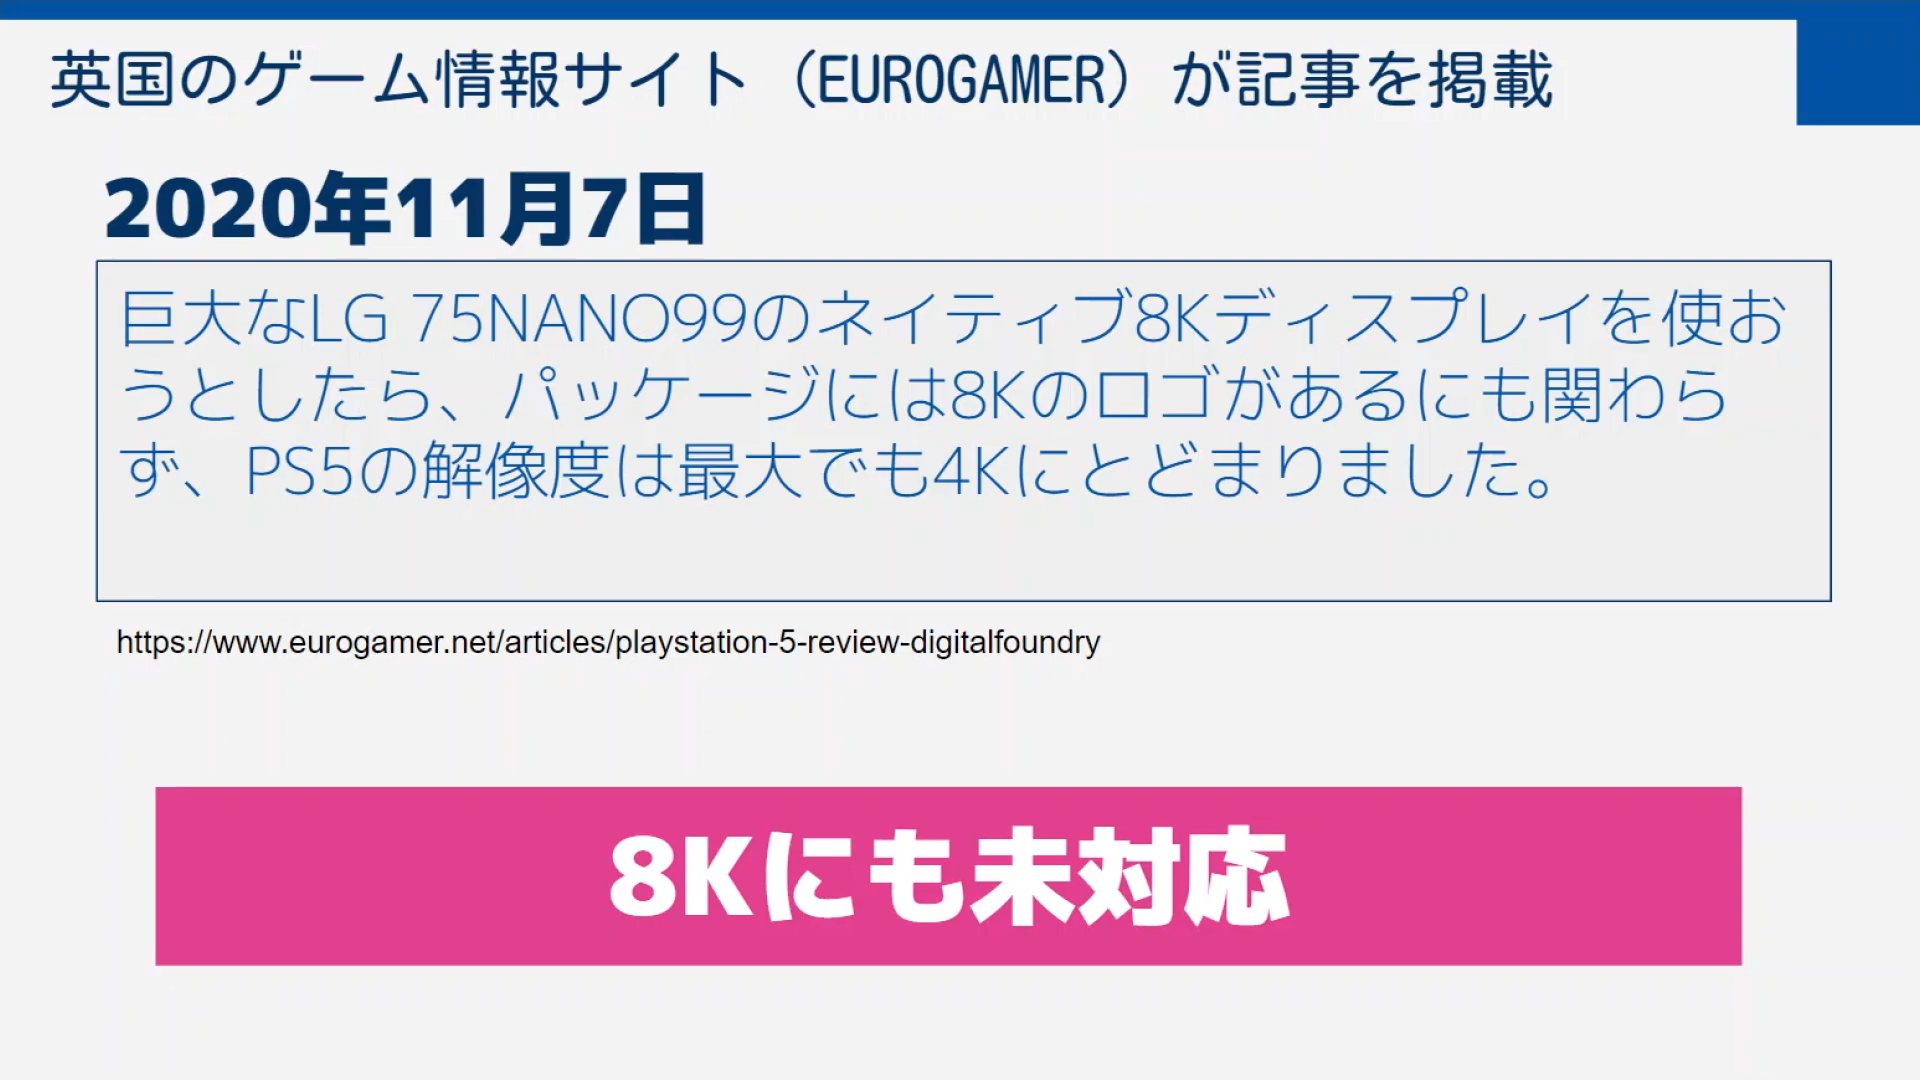 英国のゲーム情報サイト（EUROGAMER）が記事を掲載
2020年11月7日
巨大なLG 75NANO99のネイティブ8Kディスプレイを使お
うとしたら、パッケージには8Kのロゴがあるにも関わら
ず、PS5の解像度は最大でも4Kにとどまりました。
https://www.eurogamer.net/articles/playstation-5-review-digitalfoundry
8Kにも未対応